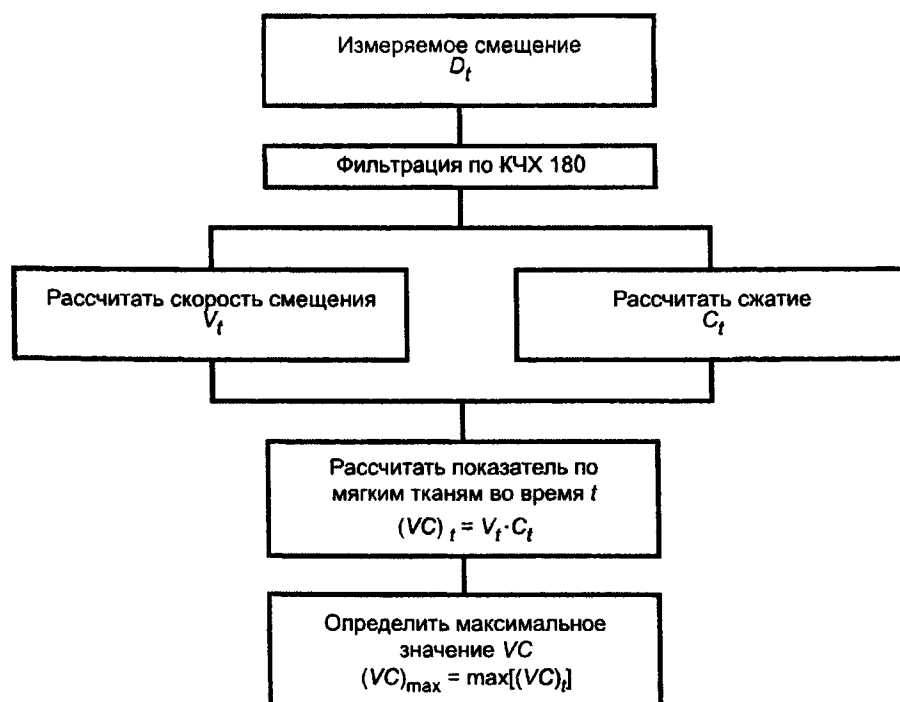 Измеряемое смещение
D_t
Фильтрация по КЧХ 180
Рассчитать скорость смещения
V_t
Рассчитать сжатие
C_t
Рассчитать показатель по
мягким тканям во время t
(VC)_t = V_t·C_t
Определить максимальное
значение VC
(VC)_max = max[(VC)_t]